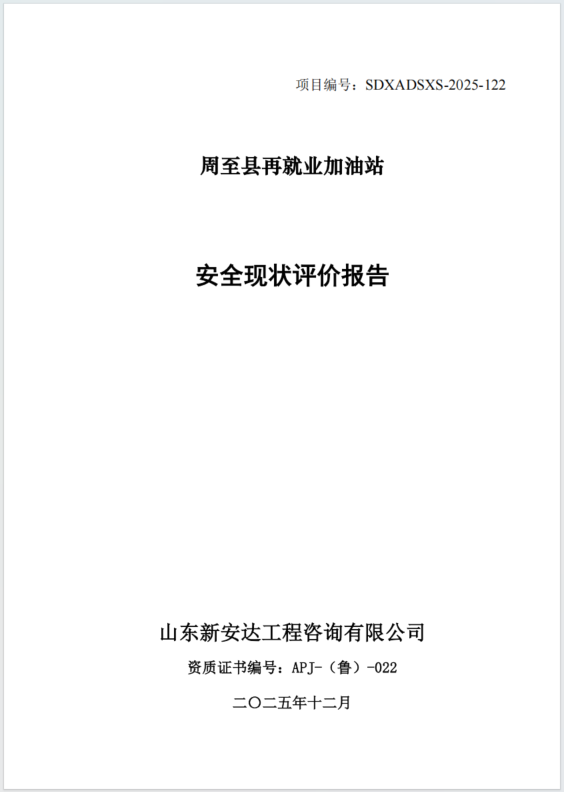 项目编号：SDXADSXS-2025-122
周至县再就业加油站
安全现状评价报告
山东新安达工程咨询有限公司
资质证书编号：APJ-（鲁）-022
二〇二五年十二月